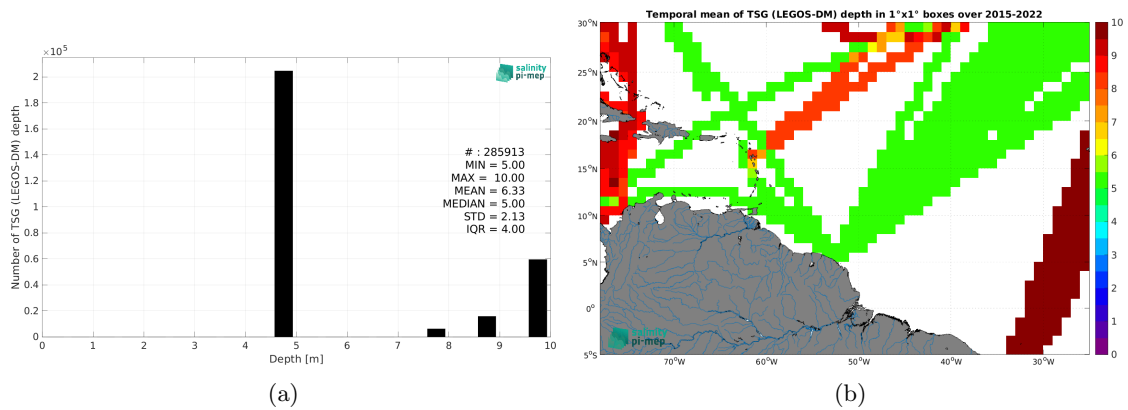 ×10⁵
2
1.8
1.6
1.4
1.2
1
0.8
0.6
0.4
0.2
0
Number of TSG (LEGOS-DM) depth
0 1 2 3 4 5 6 7 8 9 10
Depth [m]
salinity
pi-mep
# : 285913
MIN = 5.00
MAX = 10.00
MEAN = 6.33
MEDIAN = 5.00
STD = 2.13
IQR = 4.00
(a)
Temporal mean of TSG (LEGOS-DM) depth in 1°x1° boxes over 2015-2022
30°N
25°N
20°N
15°N
10°N
5°N
0°
5°S
70°W 60°W 50°W 40°W 30°W
salinity
pi-mep
10
9
8
7
6
5
4
3
2
1
0
(b)